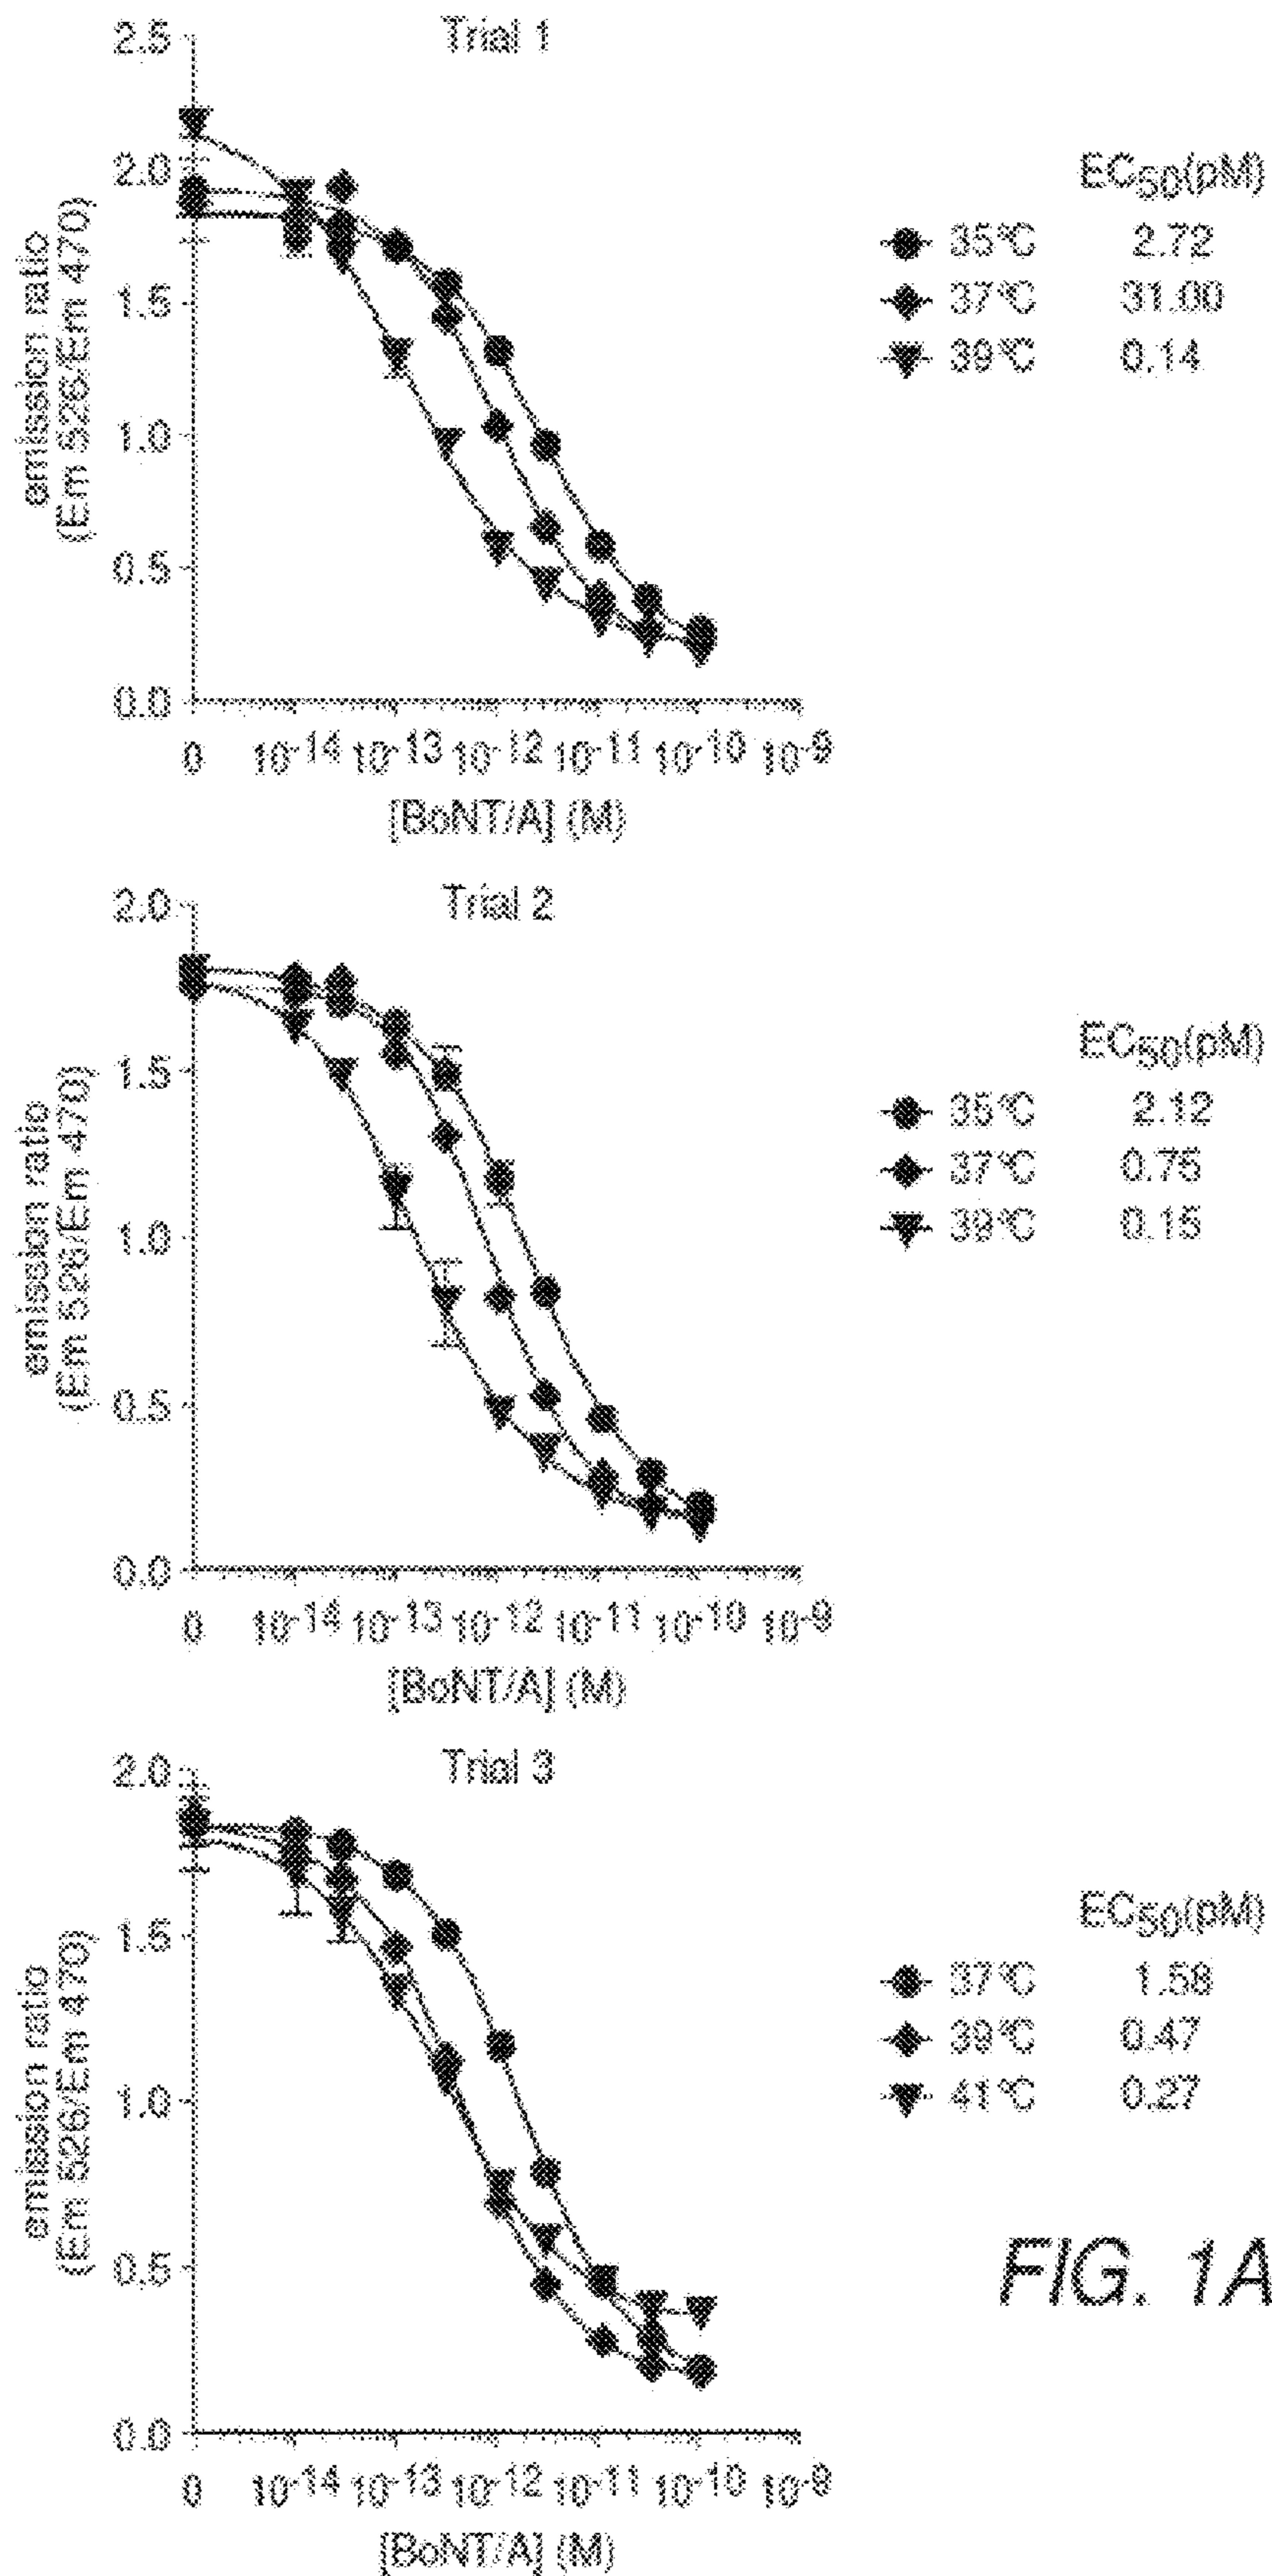 Trial 1
2.5
2.0
1.5
1.0
0.5
0.0
emission ratio
(Em 526/Em 470)
0 10-14 10-13 10-12 10-11 10-10 10-9
[BoNT/A] (M)
EC50(pM)
35°C 2.72
37°C 31.00
39°C 0.14
Trial 2
2.0
1.5
1.0
0.5
0.0
emission ratio
(Em 526/Em 470)
0 10-14 10-13 10-12 10-11 10-10 10-9
[BoNT/A] (M)
EC50(pM)
35°C 2.12
37°C 0.75
39°C 0.15
Trial 3
2.0
1.5
1.0
0.5
0.0
emission ratio
(Em 526/Em 470)
0 10-14 10-13 10-12 10-11 10-10 10-9
[BoNT/A] (M)
EC50(pM)
37°C 1.58
39°C 0.47
41°C 0.27
FIG. 1A